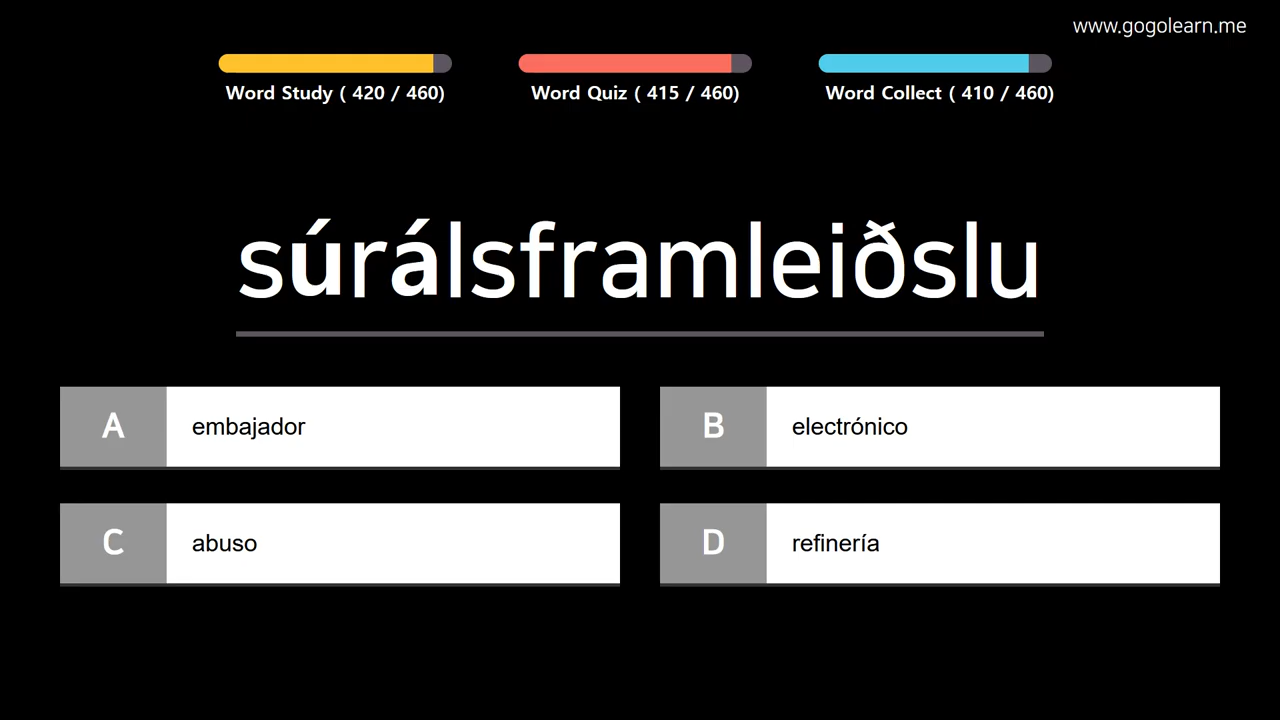 www.gogolearn.me
Word Study ( 420 / 460)
Word Quiz ( 415 / 460)
Word Collect ( 410 / 460)
súrálsframleiðslu
A embajador
B electrónico
C abuso
D refinería